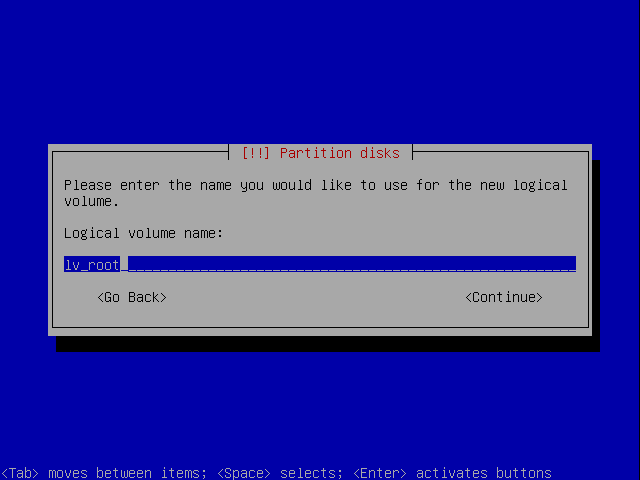 [!!] Partition disks
Please enter the name you would like to use for the new logical
volume.
Logical volume name:
lv_root
<Go Back> <Continue>
<Tab> moves between items; <Space> selects; <Enter> activates buttons